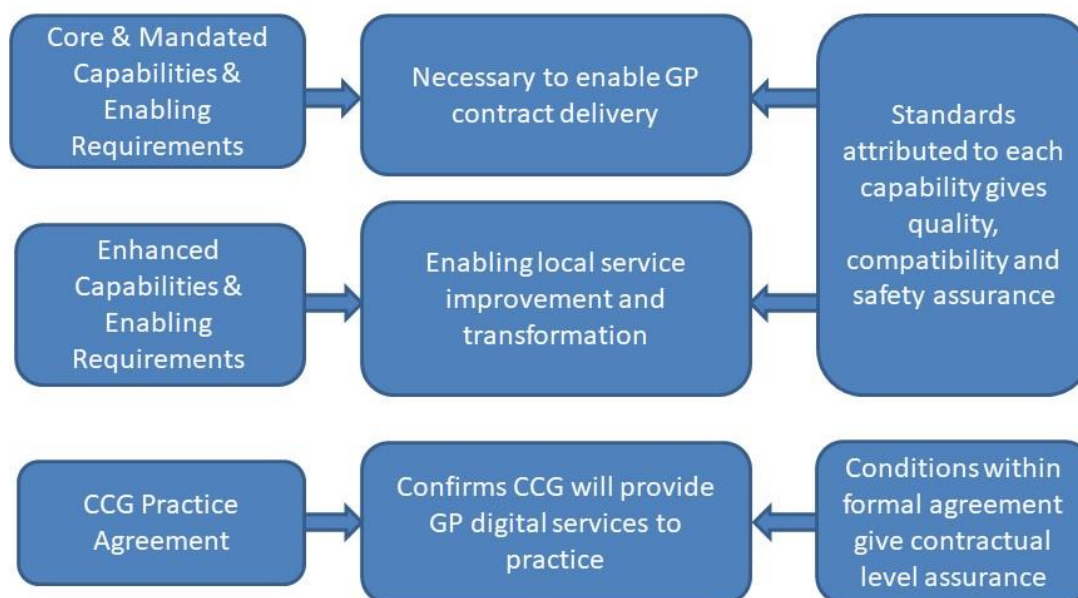 Core & Mandated
Capabilities &
Enabling
Requirements
Necessary to enable GP
contract delivery
Standards
attributed to each
capability gives
quality,
compatibility and
safety assurance
Enhanced
Capabilities &
Enabling
Requirements
Enabling local service
improvement and
transformation
CCG Practice
Agreement
Confirms CCG will provide
GP digital services to
practice
Conditions within
formal agreement
give contractual
level assurance